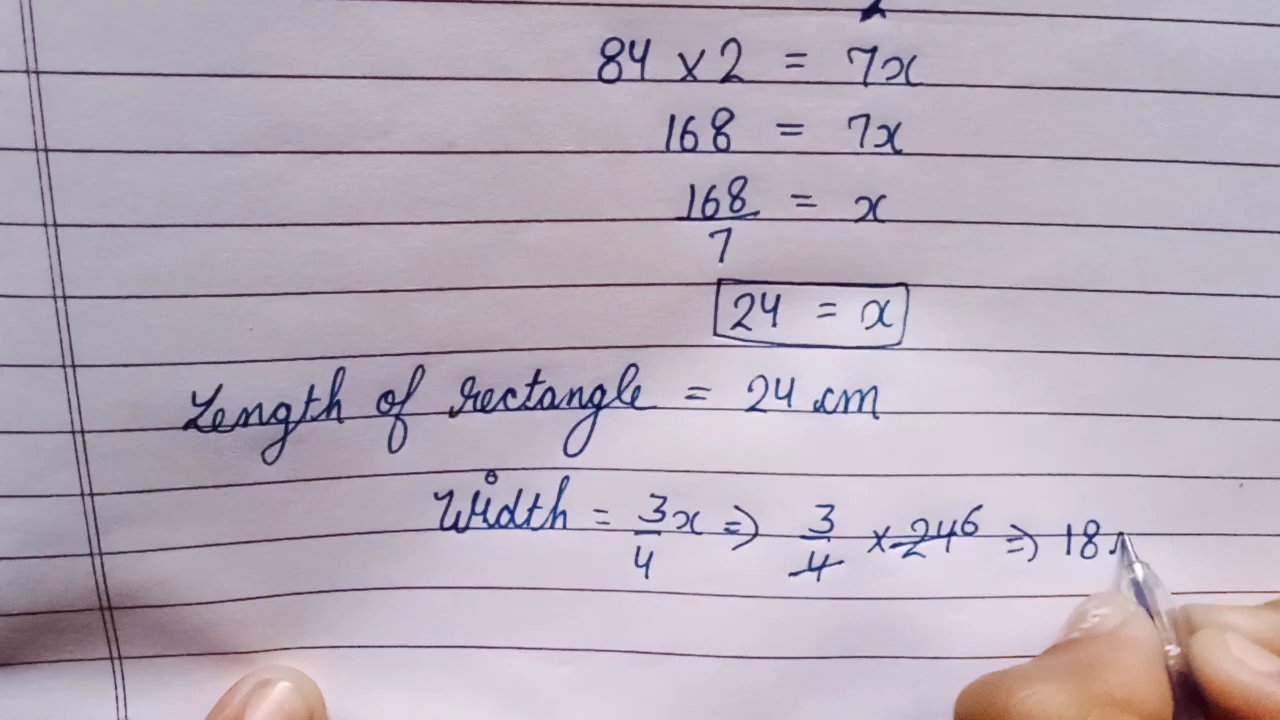 84 × 2 = 7x
168 = 7x
168/7 = x
24 = x
Length of rectangle = 24 cm
Width = 3/4 x ⇒ 3/4 × 24 6 ⇒ 18